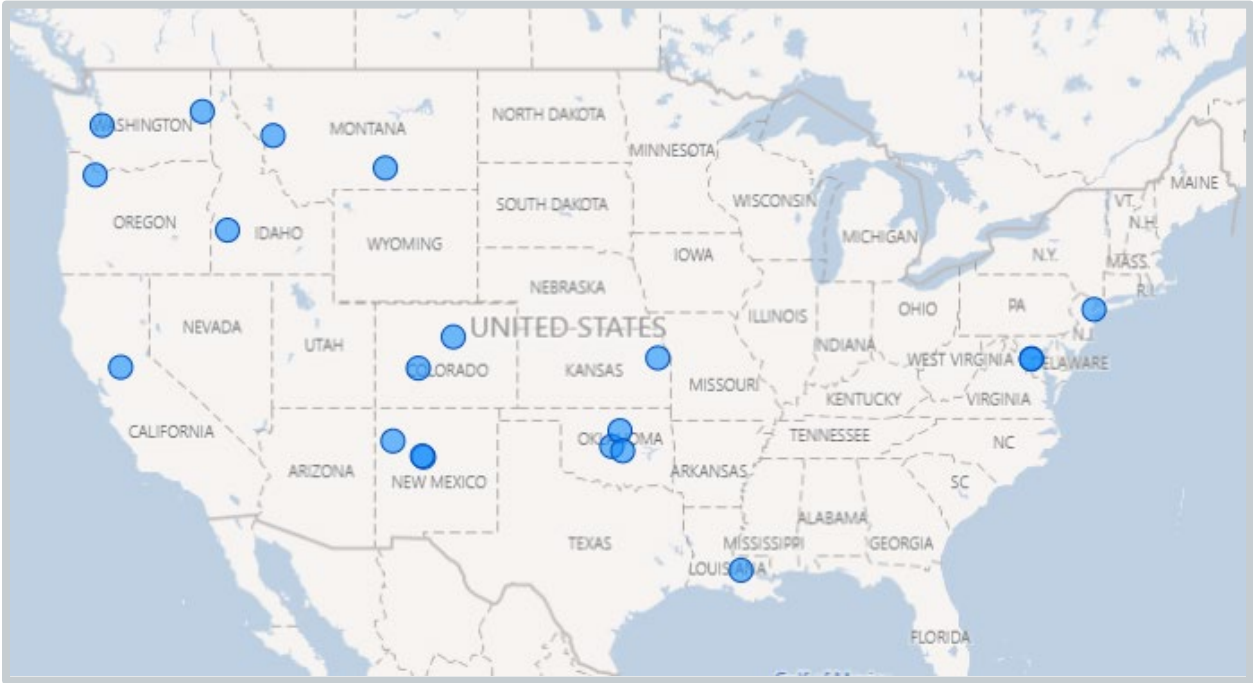 WASHINGTON
MONTANA
NORTH DAKOTA
MINNESOTA
MAINE
SOUTH DAKOTA
WISCONSIN
VT.
N.H.
OREGON
IDAHO
WYOMING
MICHIGAN
IOWA
N.Y.
MASS.
R.I.
NEBRASKA
NEVADA
UNITED STATES
ILLINOIS
OHIO
PA
N.J.
UTAH
INDIANA
COLORADO
KANSAS
WEST VIRGINIA
DELAWARE
MISSOURI
KENTUCKY
VIRGINIA
CALIFORNIA
OKLAHOMA
TENNESSEE
NC
ARIZONA
NEW MEXICO
ARKANSAS
SC
ALABAMA
TEXAS
MISSISSIPPI
GEORGIA
LOUISIANA
FLORIDA